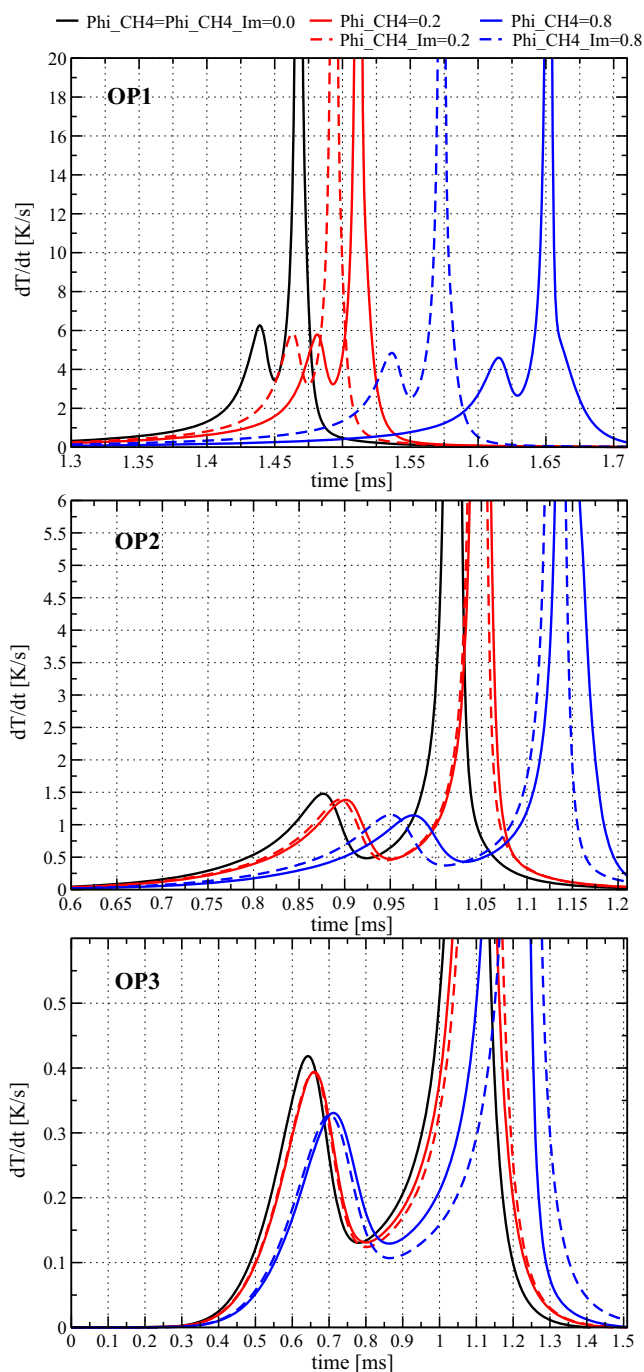 Phi_CH4=Phi_CH4_Im=0.0 Phi_CH4=0.2 Phi_CH4=0.8
Phi_CH4_Im=0.2 Phi_CH4_Im=0.8
20
18
16
14
12
10
8
6
4
2
0
dT/dt [K/s]
OP1
1.3 1.35 1.4 1.45 1.5 1.55 1.6 1.65 1.7
time [ms]
6
5.5
5
4.5
4
3.5
3
2.5
2
1.5
1
0.5
0
dT/dt [K/s]
OP2
0.6 0.65 0.7 0.75 0.8 0.85 0.9 0.95 1 1.05 1.1 1.15 1.2
time [ms]
0.5
0.4
0.3
0.2
0.1
0
dT/dt [K/s]
OP3
0 0.1 0.2 0.3 0.4 0.5 0.6 0.7 0.8 0.9 1 1.1 1.2 1.3 1.4 1.5
time [ms]